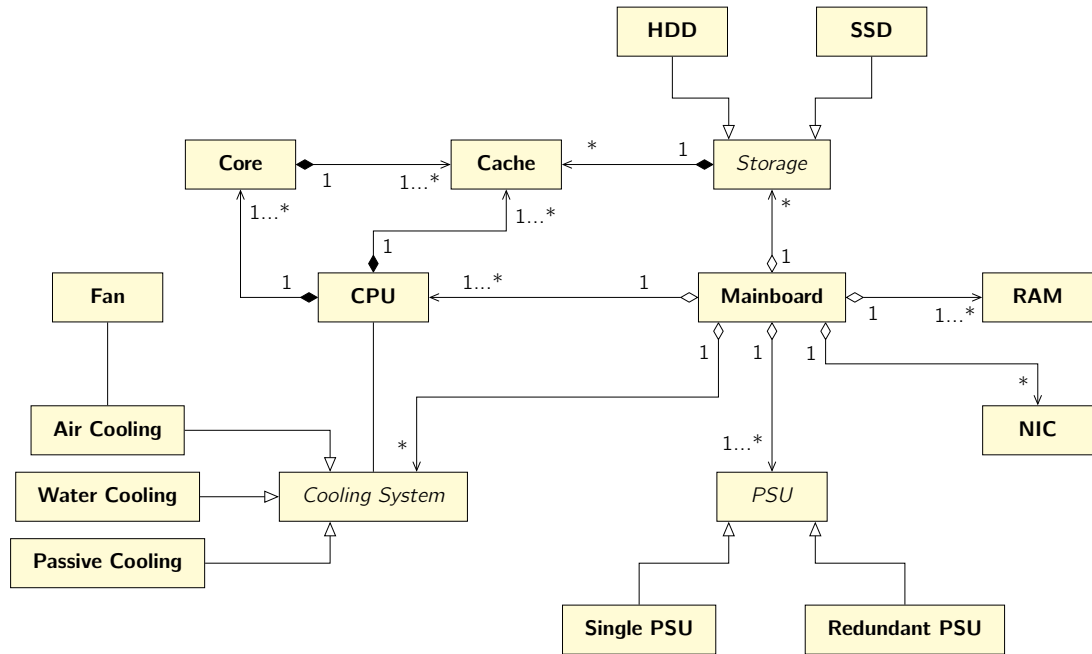 HDD
SSD
Core
1
1...*
Cache
*
1
Storage
1...*
1...*
*
1
1
Fan
1
CPU
1...*
1
Mainboard
1
1...*
RAM
1
1
1
*
Air Cooling
*
1...*
NIC
Water Cooling
Cooling System
PSU
Passive Cooling
Single PSU
Redundant PSU